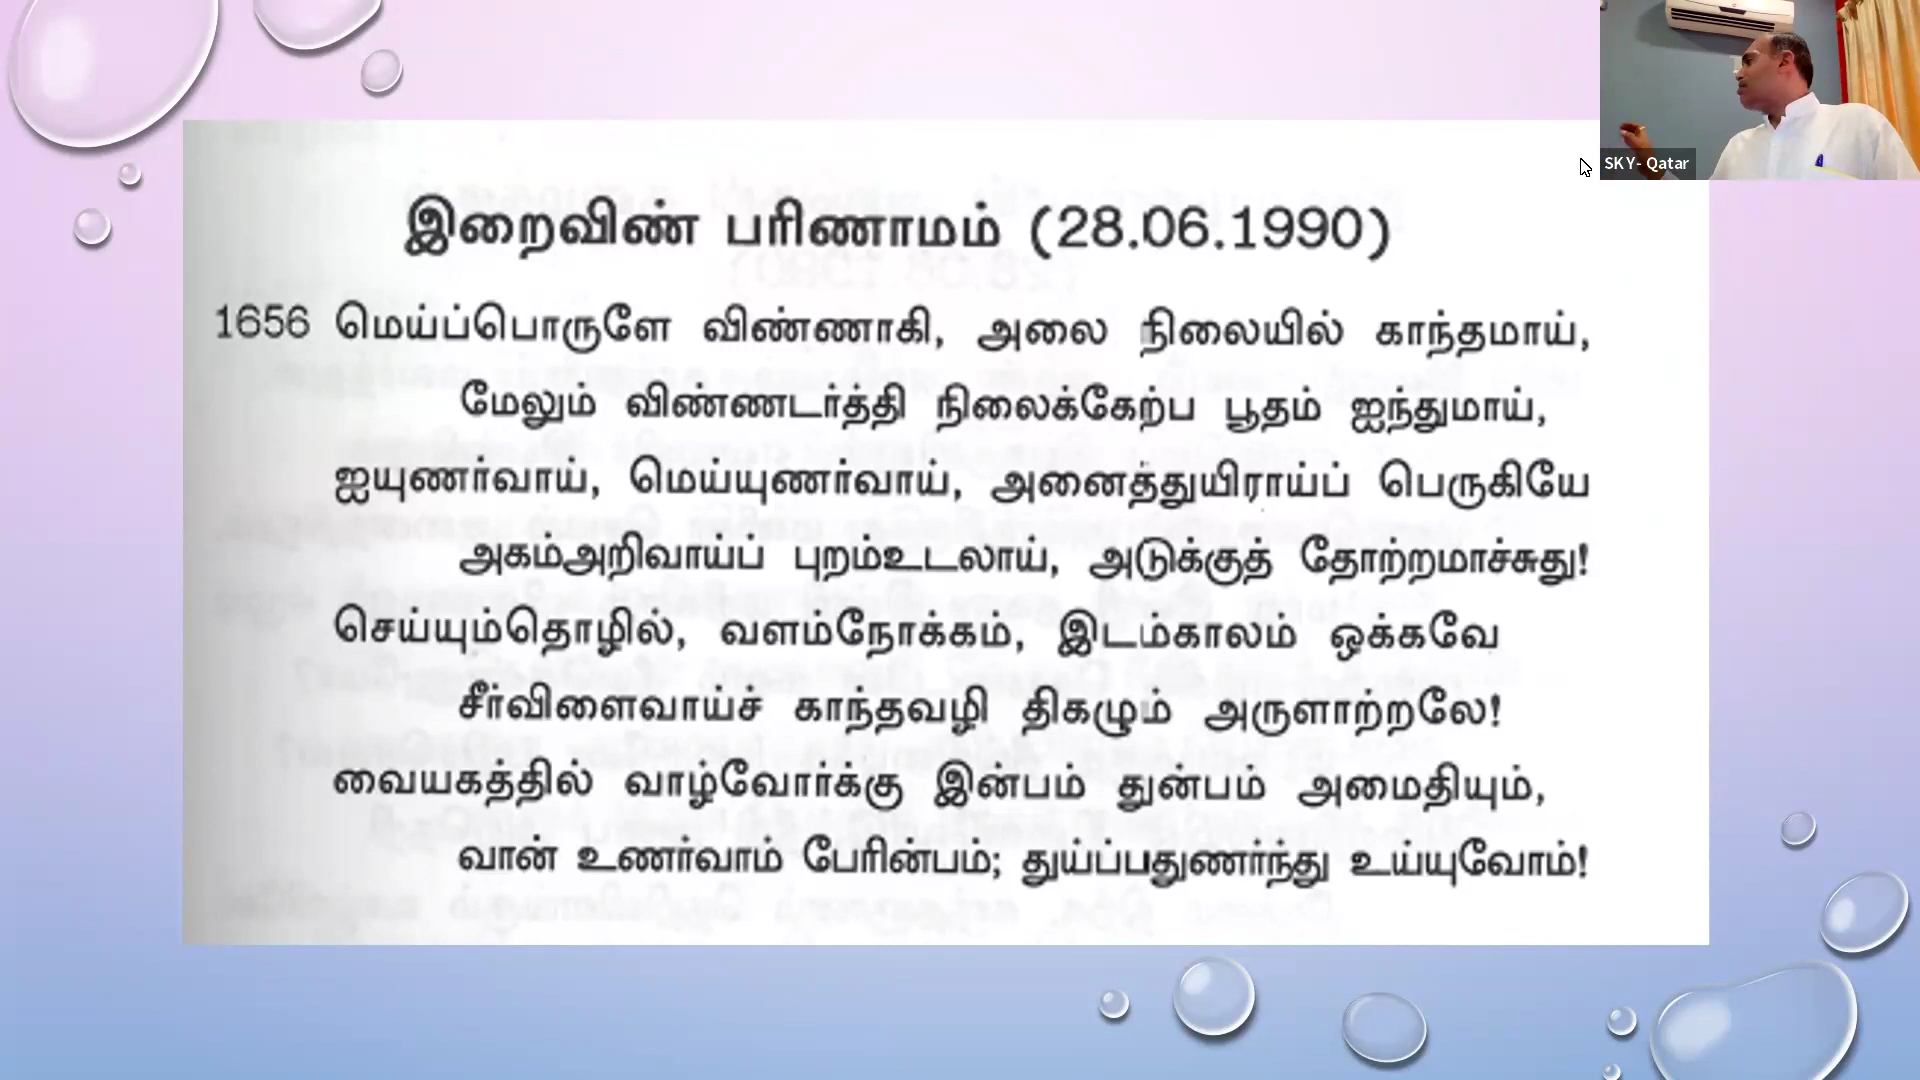 இறைவிண் பரிணாமம் (28.06.1990)
1656 மெய்ப்பொருளே விண்ணாகி, அலை நிலையில் காந்தமாய்,
மேலும் விண்ணடர்த்தி நிலைக்கேற்ப பூதம் ஐந்துமாய்,
ஐயுணர்வாய், மெய்யுணர்வாய், அனைத்துயிராய்ப் பெருகியே
அகம்அறிவாய்ப் புறம்உடலாய், அடுக்குத் தோற்றமாச்சுது!
செய்யும்தொழில், வளம்நோக்கம், இடம்காலம் ஒக்கவே
சீர்விளைவாய்ச் காந்தவழி திகழும் அருளாற்றலே!
வையகத்தில் வாழ்வோர்க்கு இன்பம் துன்பம் அமைதியும்,
வான் உணர்வாம் பேரின்பம்; துய்ப்பதுணர்ந்து உய்யுவோம்!
SKY- Qatar